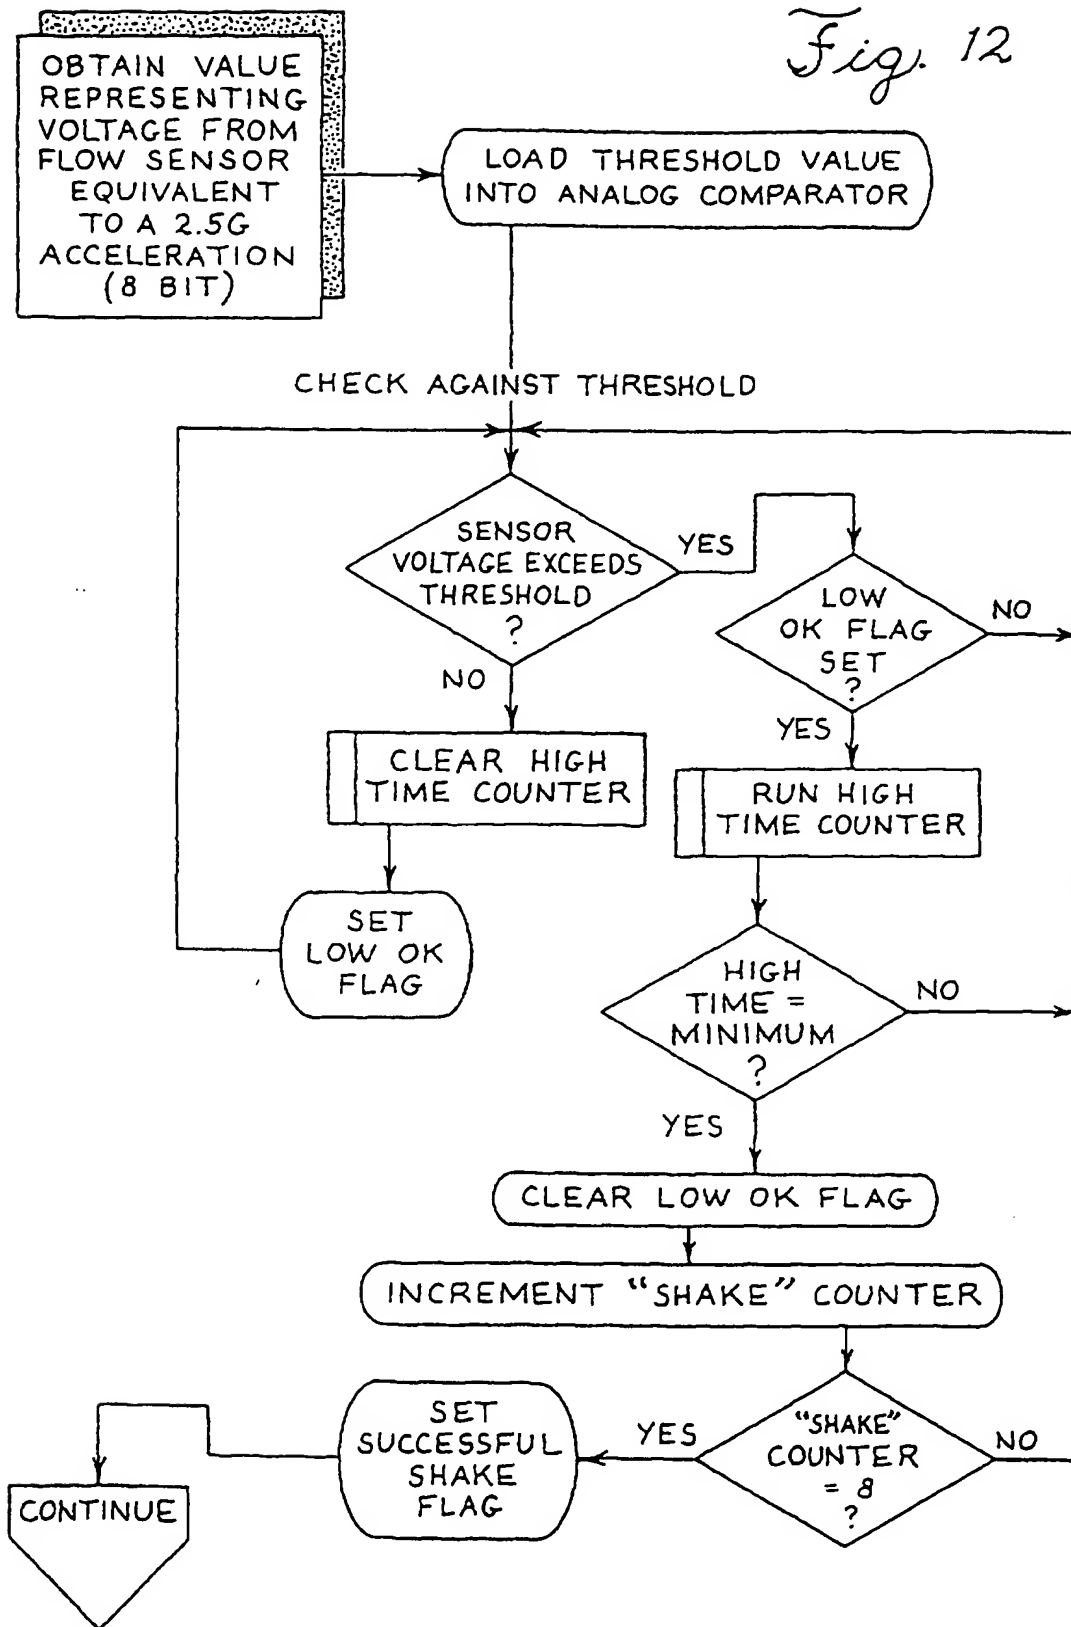 Fig. 12
OBTAIN VALUE
REPRESENTING
VOLTAGE FROM
FLOW SENSOR
EQUIVALENT
TO A 2.5G
ACCELERATION
(8 BIT)
LOAD THRESHOLD VALUE
INTO ANALOG COMPARATOR
CHECK AGAINST THRESHOLD
SENSOR
VOLTAGE EXCEEDS
THRESHOLD
?
YES
LOW
OK FLAG
SET
?
NO
NO
YES
CLEAR HIGH
TIME COUNTER
RUN HIGH
TIME COUNTER
SET
LOW OK
FLAG
HIGH
TIME =
MINIMUM
?
NO
YES
CLEAR LOW OK FLAG
INCREMENT "SHAKE" COUNTER
"SHAKE"
COUNTER
= 8
?
NO
YES
SET
SUCCESSFUL
SHAKE
FLAG
CONTINUE